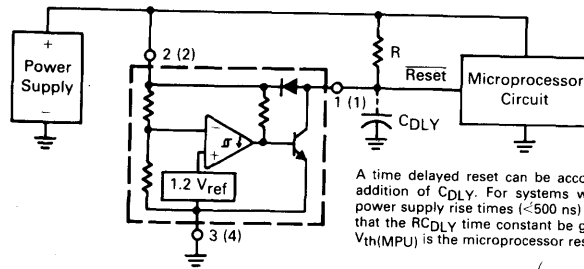 +
Power
Supply
−
2 (2)
R
Reset
1 (1)
Microprocessor
Circuit
CDLY
−
+
1.2 Vref
3 (4)
A time delayed reset can be acco
addition of CDLY. For systems w
power supply rise times (<500 ns)
that the RCDLY time constant be g
Vth(MPU) is the microprocessor res